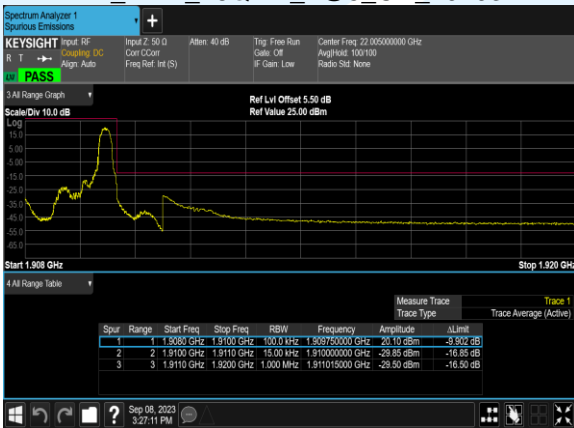 Spectrum Analyzer 1
Spurious Emissions
KEYSIGHT
R T
LW PASS
Input: RF
Coupling: DC
Align: Auto
Input Z: 50 Ω
Corr CCorr
Freq Ref: Int (S)
Atten: 40 dB
Trig: Free Run
Gate: Off
IF Gain: Low
Center Freq: 22.005000000 GHz
Avg|Hold: 100/100
Radio Std: None
3 All Range Graph
Scale/Div 10.0 dB
Ref Lvl Offset 5.50 dB
Ref Value 25.00 dBm
Log
15.0
5.00
-5.00
-15.0
-25.0
-35.0
-45.0
-55.0
-65.0
Start 1.908 GHz
Stop 1.920 GHz
4 All Range Table
Measure Trace Trace 1
Trace Type Trace Average (Active)
Spur Range Start Freq Stop Freq RBW Frequency Amplitude ΔLimit
1 1 1.9080 GHz 1.9100 GHz 100.0 kHz 1.909750000 GHz 20.10 dBm -9.902 dB
2 2 1.9100 GHz 1.9110 GHz 15.00 kHz 1.910000000 GHz -29.85 dBm -16.85 dB
3 3 1.9110 GHz 1.9200 GHz 1.000 MHz 1.911015000 GHz -29.50 dBm -16.50 dB
? Sep 08, 2023
3:27:11 PM